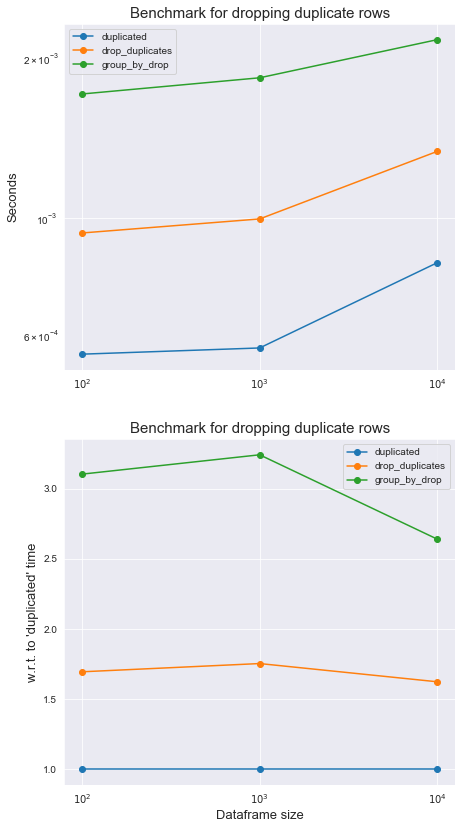 Benchmark for dropping duplicate rows
duplicated
drop_duplicates
group_by_drop
2 × 10⁻³
10⁻³
6 × 10⁻⁴
Seconds
10² 10³ 10⁴
Benchmark for dropping duplicate rows
duplicated
drop_duplicates
group_by_drop
3.0
2.5
2.0
1.5
1.0
w.r.t. to 'duplicated' time
10² 10³ 10⁴
Dataframe size